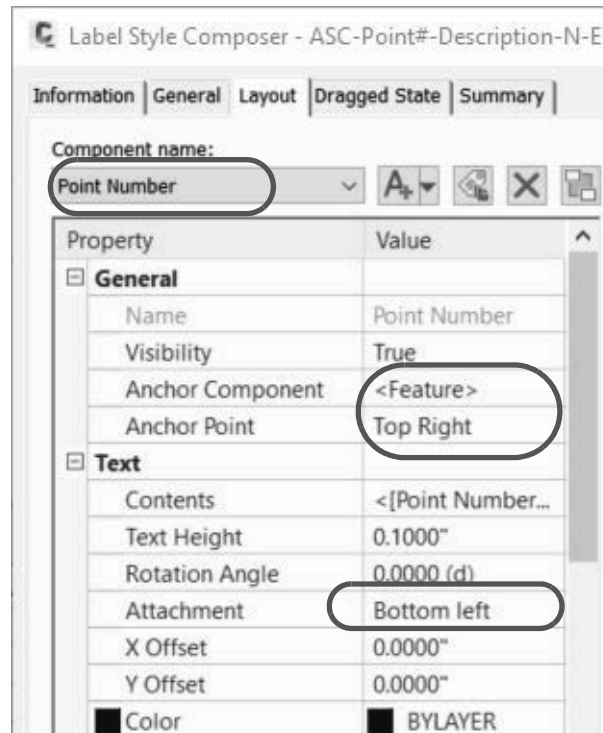 Label Style Composer - ASC-Point#-Description-N-E
Information General Layout Dragged State Summary
Component name:
Point Number
Property Value
General
Name Point Number
Visibility True
Anchor Component <Feature>
Anchor Point Top Right
Text
Contents <[Point Number...
Text Height 0.1000"
Rotation Angle 0.0000 (d)
Attachment Bottom left
X Offset 0.0000"
Y Offset 0.0000"
Color BYLAYER